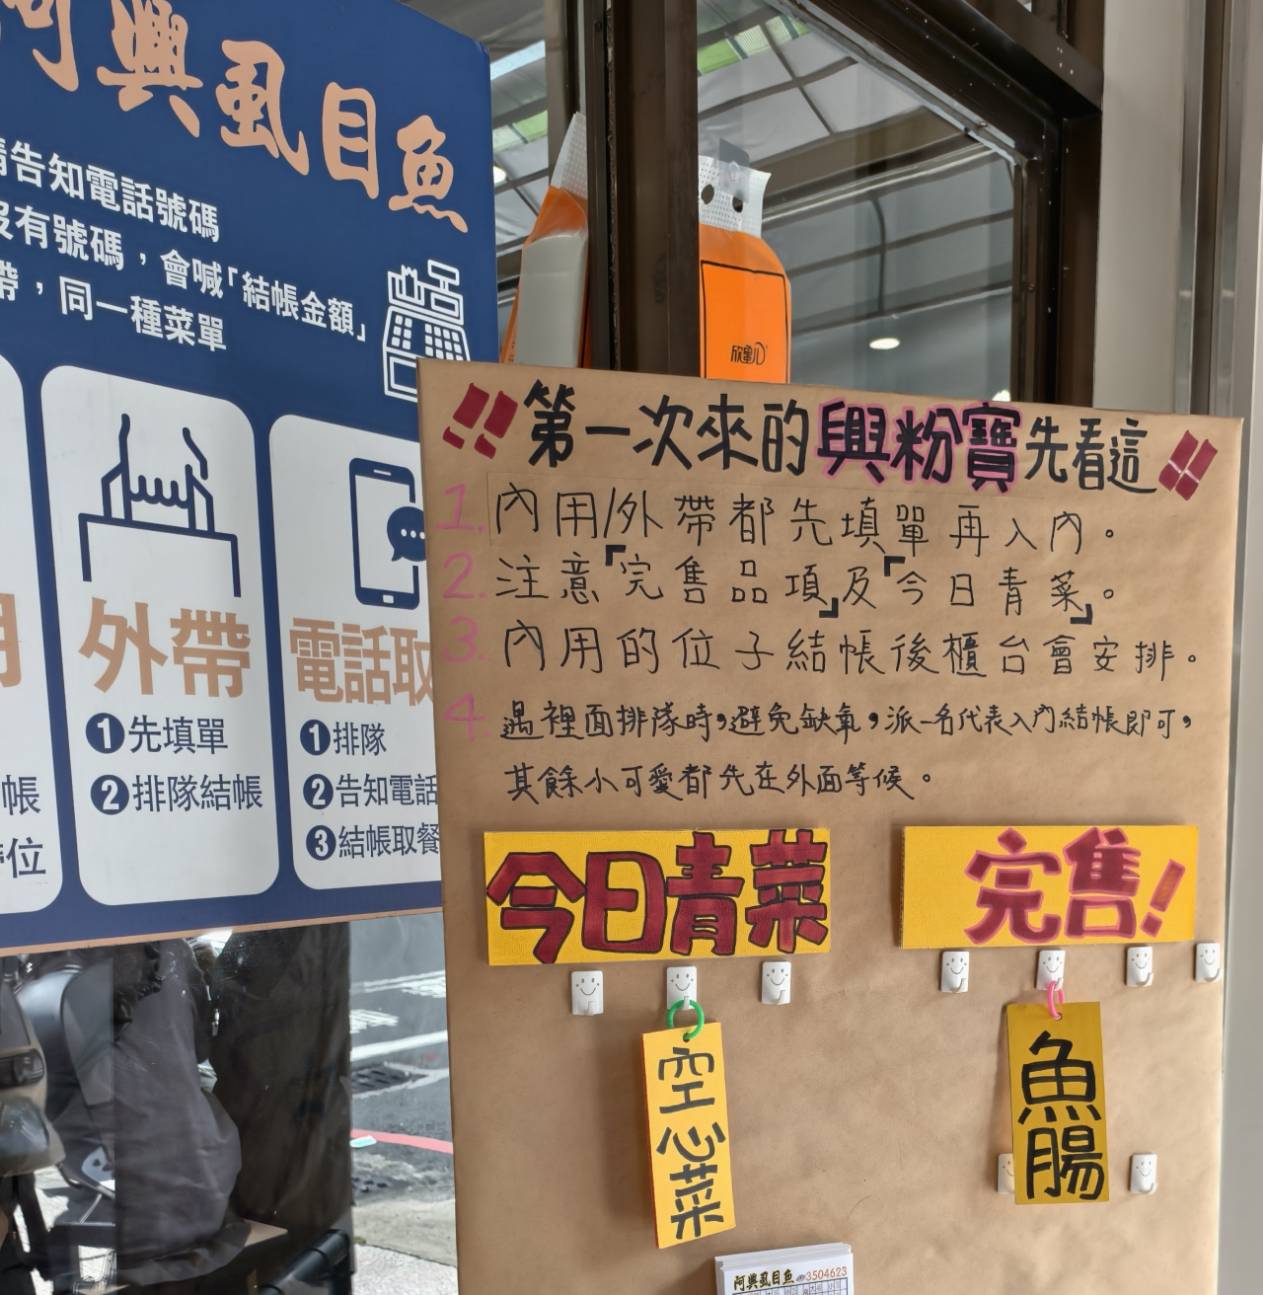 阿興虱目魚
請告知電話號碼
沒有號碼，會喊「結帳金額」
帶，同一種菜單
外帶
❶先填單
❷排隊結帳
電話取
❶排隊
❷告知電話
❸結帳取餐
帳
位
!!第一次來的興粉寶先看這!!
1.內用/外帶都先填單再入內。
2.注意「完售品項」及「今日青菜」。
3.內用的位子結帳後櫃台會安排。
4.遇裡面排隊時，避免缺氧，派一名代表入內結帳即可，
其餘小可愛都先在外面等候。
今日青菜
完售！
空心菜
魚腸
阿興虱目魚 3504623